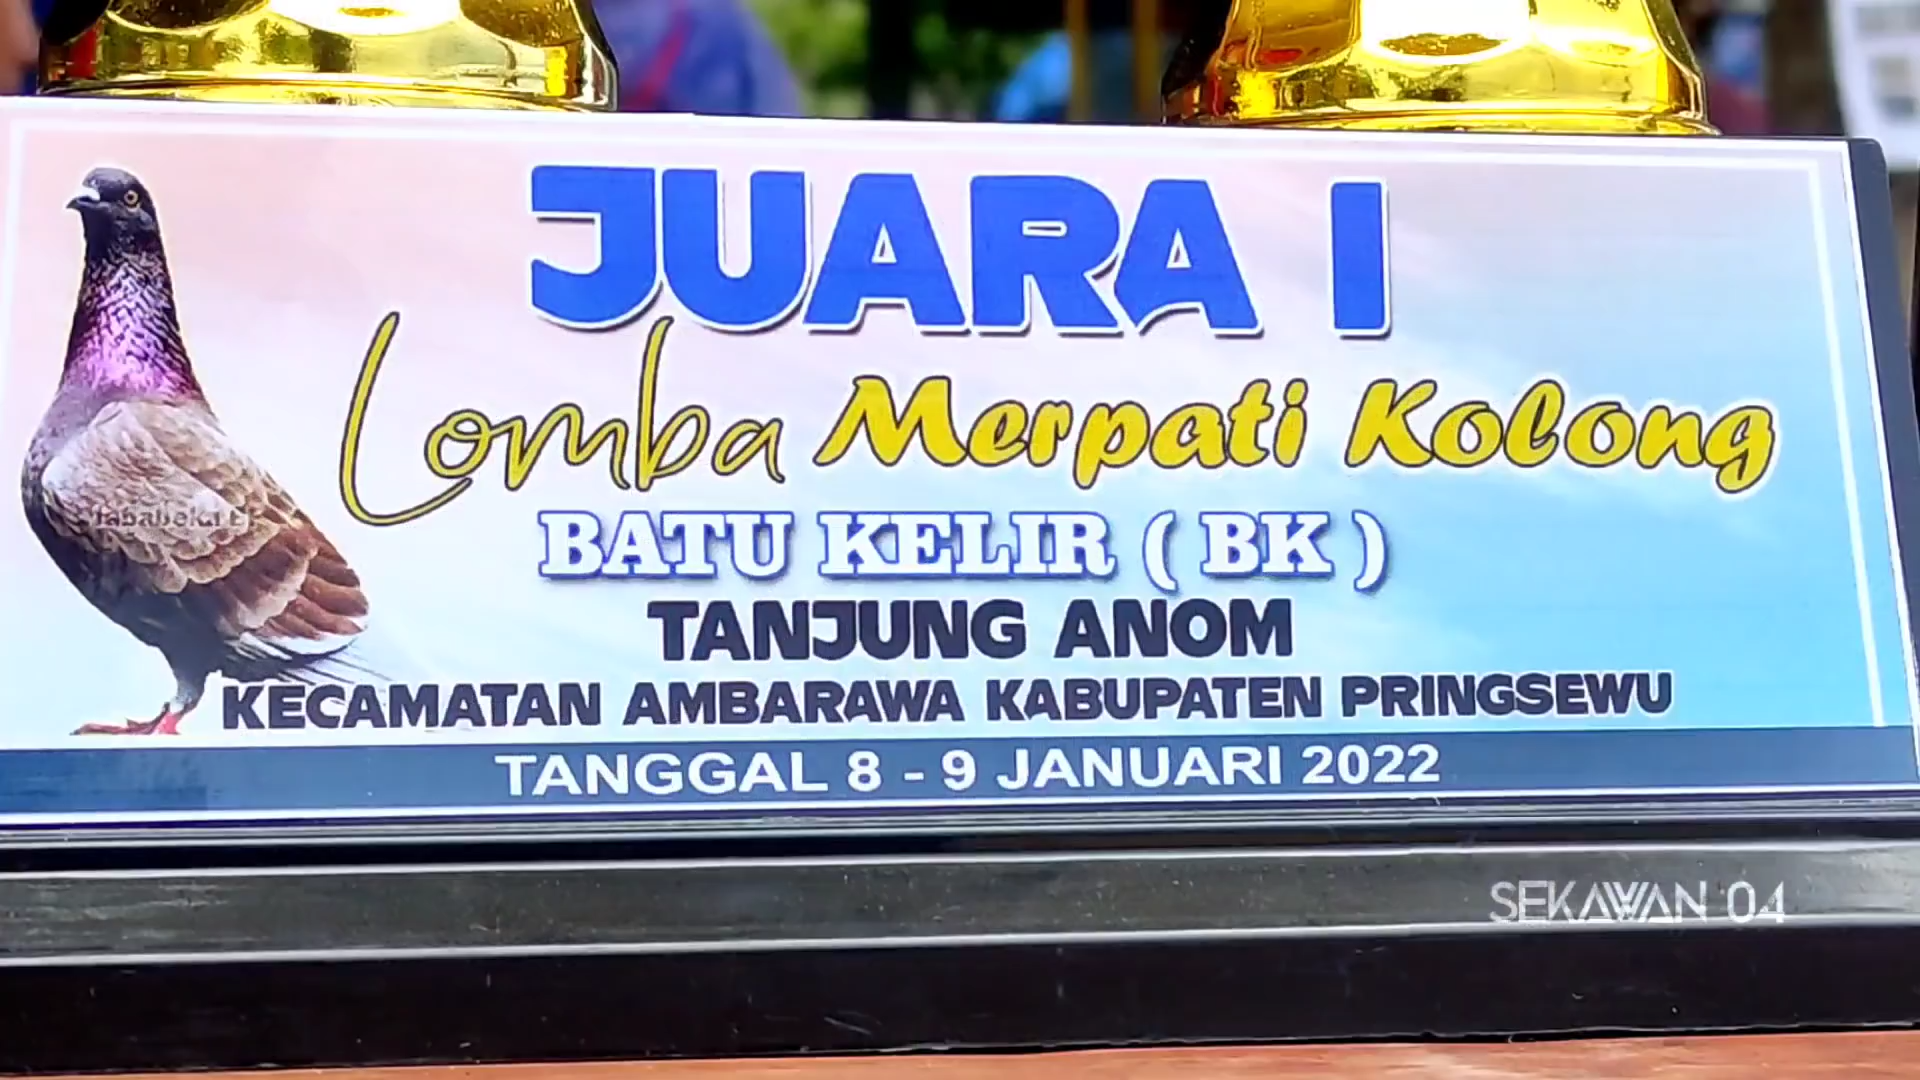 JUARA I
Lomba Merpati Kolong
BATU KELIR ( BK )
TANJUNG ANOM
KECAMATAN AMBARAWA KABUPATEN PRINGSEWU
TANGGAL 8 - 9 JANUARI 2022
SEKAWAN 04